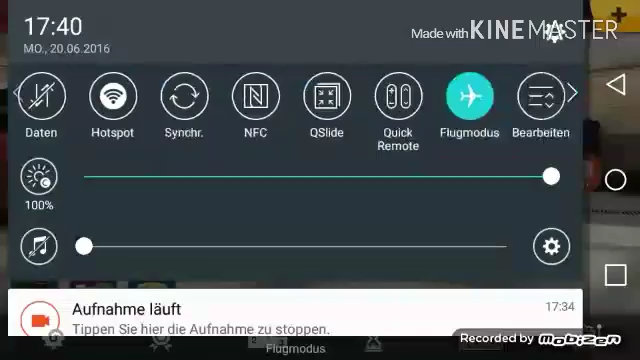 17:40
Made with KINEMASTER
MO., 20.06.2016
Daten
Hotspot
Synchr.
NFC
QSlide
Quick
Remote
Flugmodus
Bearbeiten
100%
Aufnahme läuft
17:34
Tippen Sie hier die Aufnahme zu stoppen.
Recorded by MOBIZEN
Flugmodus